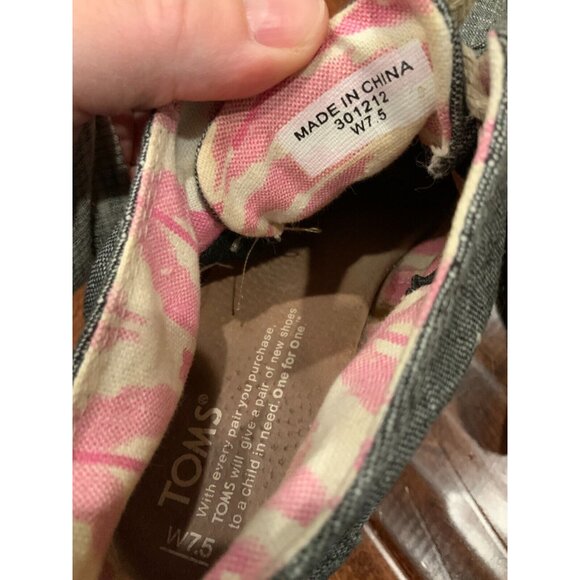 MADE IN CHINA
301212
W7.5
TOMS®
With every pair you purchase,
TOMS will give a pair of new shoes
to a child in need. One for One.™
W7.5